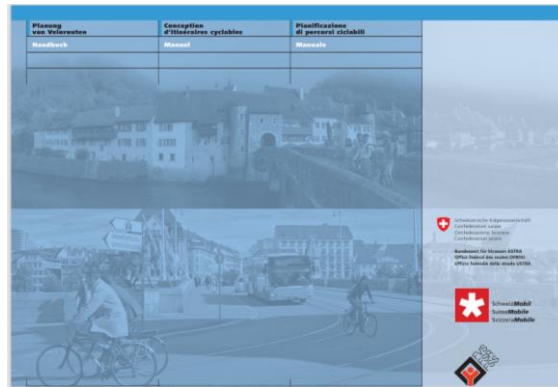 Planung
von Velorouten
Handbuch
Conception
d'itinéraires cyclables
Manuel
Pianificazione
di percorsi ciclabili
Manuale
Schweizerische Eidgenossenschaft
Confédération suisse
Confederazione Svizzera
Confederaziun svizra
Bundesamt für Strassen ASTRA
Office fédéral des routes OFROU
Ufficio federale delle strade USTRA
SchweizMobil
SuisseMobile
SvizzeraMobile